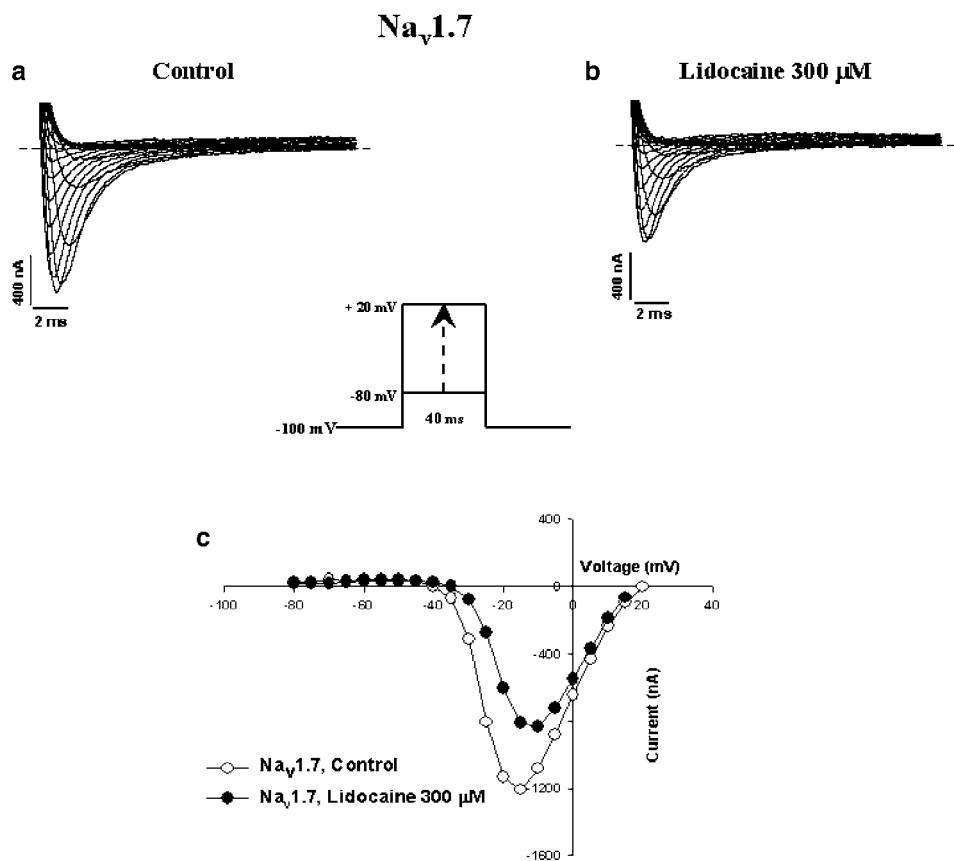 Naᵥ1.7
a
Control
b
Lidocaine 300 µM
400 nA
2 ms
400 nA
2 ms
+ 20 mV
-80 mV
-100 mV
40 ms
c
400
Voltage (mV)
0
-100
-80
-60
-40
-20
0
20
40
-400
Current (nA)
-1200
-1600
Naᵥ1.7, Control
Naᵥ1.7, Lidocaine 300 µM